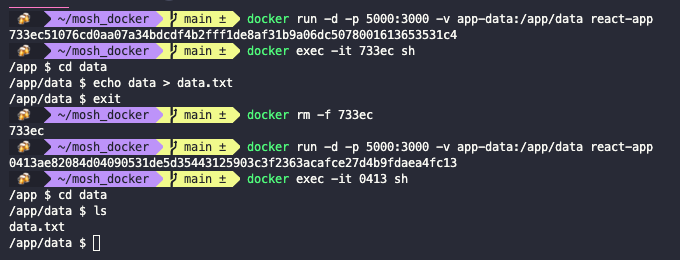 ~/mosh_docker main ± docker run -d -p 5000:3000 -v app-data:/app/data react-app
733ec51076cd0aa07a34bdcdf4b2fff1de8af31b9a06dc5078001613653531c4
~/mosh_docker main ± docker exec -it 733ec sh
/app $ cd data
/app/data $ echo data > data.txt
/app/data $ exit
~/mosh_docker main ± docker rm -f 733ec
733ec
~/mosh_docker main ± docker run -d -p 5000:3000 -v app-data:/app/data react-app
0413ae82084d04090531de5d35443125903c3f2363acafce27d4b9fdaea4fc13
~/mosh_docker main ± docker exec -it 0413 sh
/app $ cd data
/app/data $ ls
data.txt
/app/data $